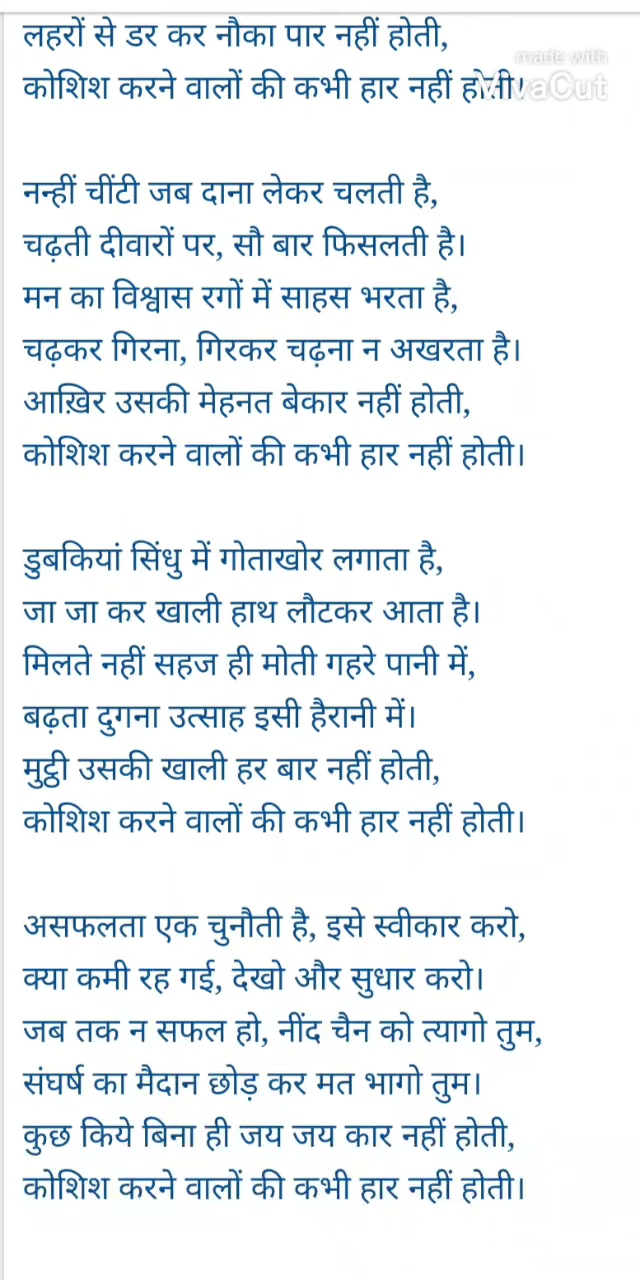 लहरों से डर कर नौका पार नहीं होती,
made with
VivaCut
कोशिश करने वालों की कभी हार नहीं होती।
नन्हीं चींटी जब दाना लेकर चलती है,
चढ़ती दीवारों पर, सौ बार फिसलती है।
मन का विश्वास रगों में साहस भरता है,
चढ़कर गिरना, गिरकर चढ़ना न अखरता है।
आख़िर उसकी मेहनत बेकार नहीं होती,
कोशिश करने वालों की कभी हार नहीं होती।
डुबकियां सिंधु में गोताखोर लगाता है,
जा जा कर खाली हाथ लौटकर आता है।
मिलते नहीं सहज ही मोती गहरे पानी में,
बढ़ता दुगना उत्साह इसी हैरानी में।
मुट्ठी उसकी खाली हर बार नहीं होती,
कोशिश करने वालों की कभी हार नहीं होती।
असफलता एक चुनौती है, इसे स्वीकार करो,
क्या कमी रह गई, देखो और सुधार करो।
जब तक न सफल हो, नींद चैन को त्यागो तुम,
संघर्ष का मैदान छोड़ कर मत भागो तुम।
कुछ किये बिना ही जय जय कार नहीं होती,
कोशिश करने वालों की कभी हार नहीं होती।